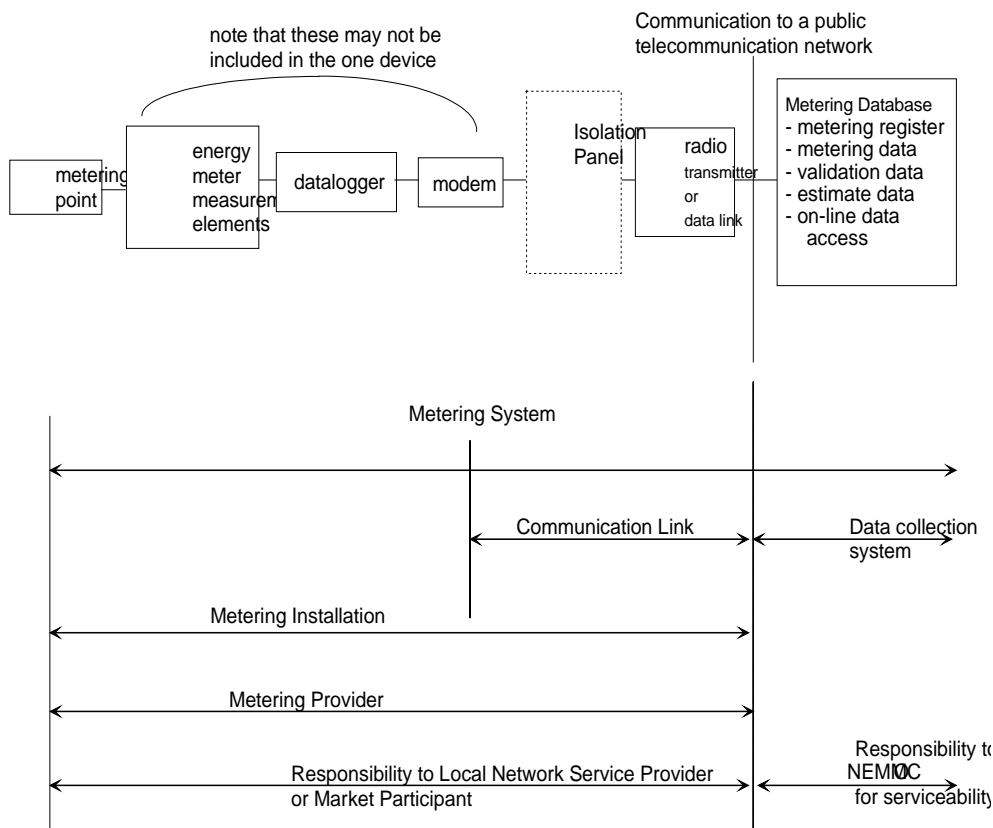 note that these may not be
included in the one device
Communication to a public
telecommunication network
metering
point
energy
meter
measurem
elements
datalogger
modem
Isolation
Panel
radio
transmitter
or
data link
Metering Database
- metering register
- metering data
- validation data
- estimate data
- on-line data
access
Metering System
Communication Link
Data collection
system
Metering Installation
Metering Provider
Responsibility to Local Network Service Provider
or Market Participant
Responsibility to
for serviceability